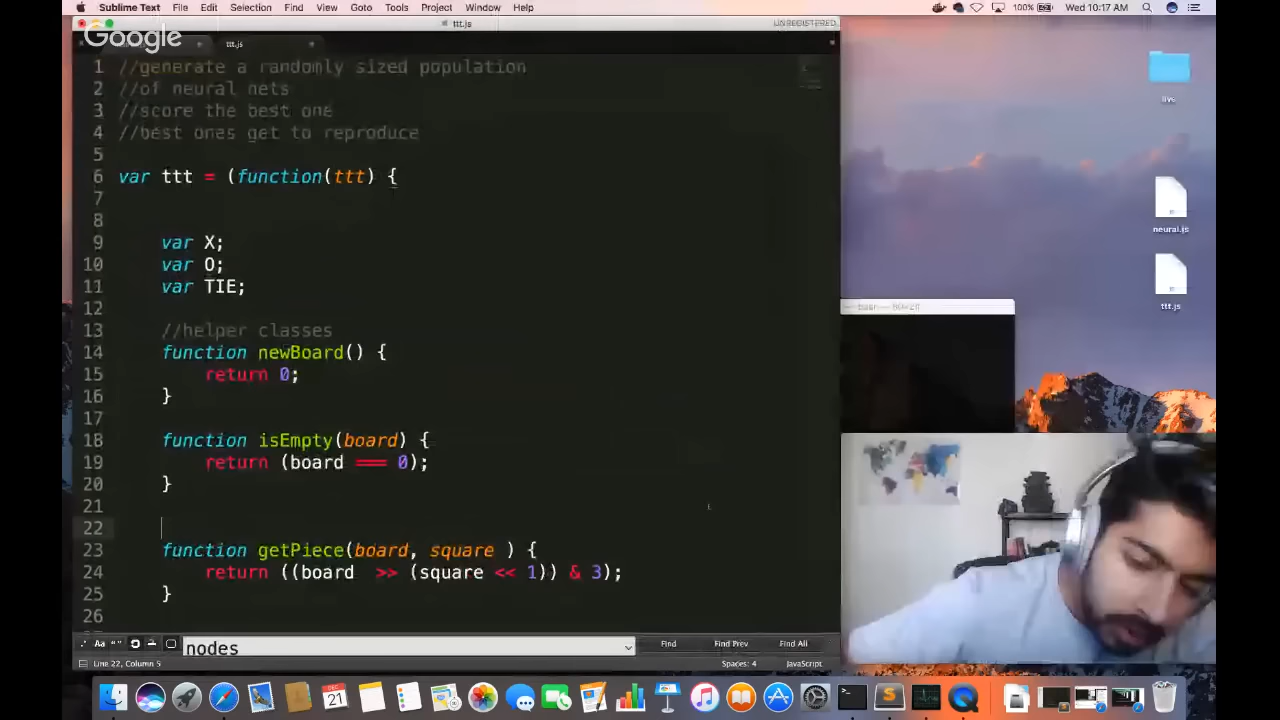 Sublime Text File Edit Selection Find View Goto Tools Project Window Help 100% Wed 10:17 AM
ttt.js UNREGISTERED
Google
ttt.js
1 //generate a randomly sized population
2 //of neural nets
3 //score the best one
4 //best ones get to reproduce
5
6 var ttt = (function(ttt) {
7
8
9 var X;
10 var O;
11 var TIE;
12
13 //helper classes
14 function newBoard() {
15 return 0;
16 }
17
18 function isEmpty(board) {
19 return (board === 0);
20 }
21
22
23 function getPiece(board, square ) {
24 return ((board >> (square << 1)) & 3);
25 }
26
nodes
Find Find Prev Find All
Line 22, Column 5 Spaces: 4 JavaScript
live
neural.js
ttt.js
DEC
21